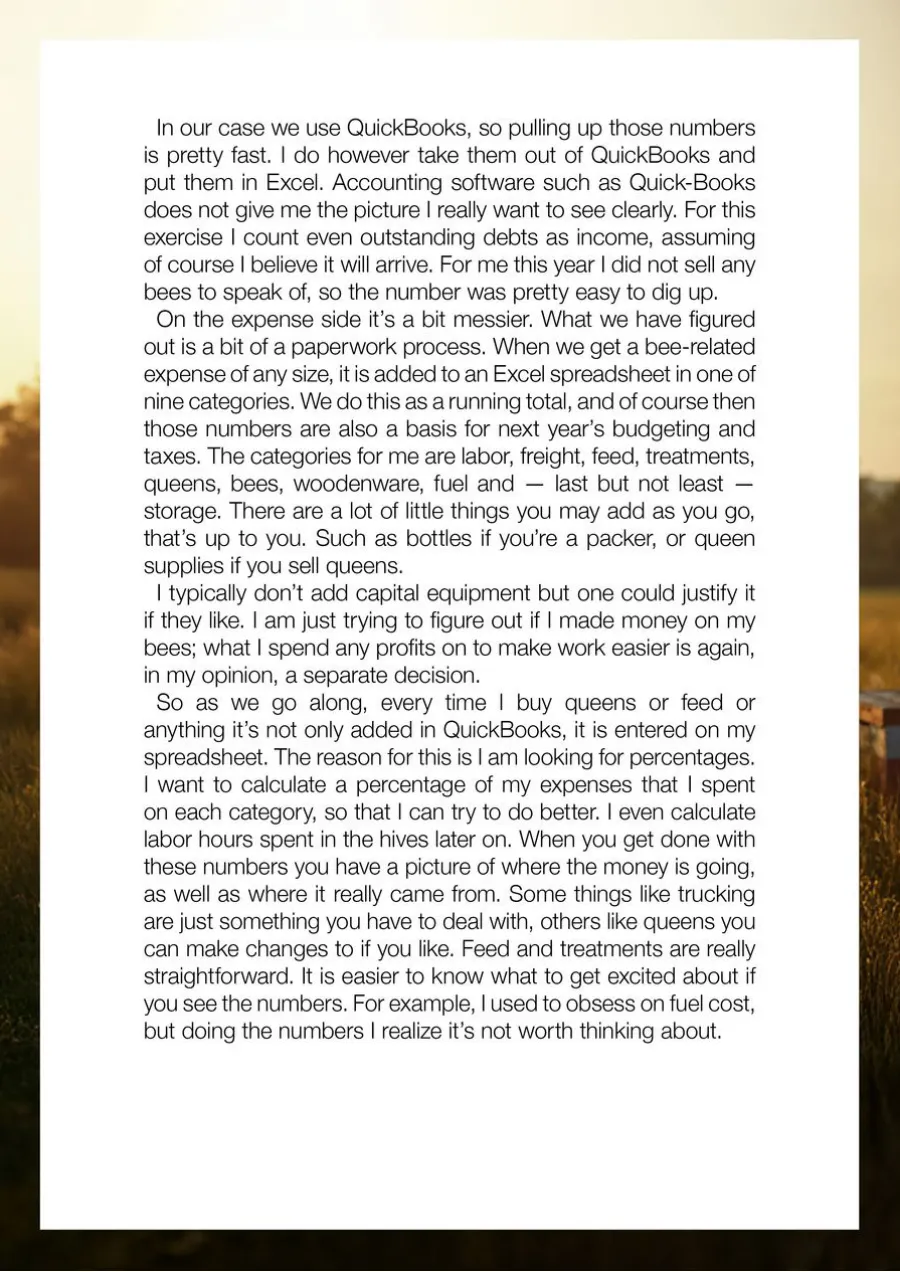 In our case we use QuickBooks, so pulling up those numbers
is pretty fast. I do however take them out of QuickBooks and
put them in Excel. Accounting software such as Quick-Books
does not give me the picture I really want to see clearly. For this
exercise I count even outstanding debts as income, assuming
of course I believe it will arrive. For me this year I did not sell any
bees to speak of, so the number was pretty easy to dig up.
On the expense side it’s a bit messier. What we have figured
out is a bit of a paperwork process. When we get a bee-related
expense of any size, it is added to an Excel spreadsheet in one of
nine categories. We do this as a running total, and of course then
those numbers are also a basis for next year’s budgeting and
taxes. The categories for me are labor, freight, feed, treatments,
queens, bees, woodenware, fuel and — last but not least —
storage. There are a lot of little things you may add as you go,
that’s up to you. Such as bottles if you’re a packer, or queen
supplies if you sell queens.
I typically don’t add capital equipment but one could justify it
if they like. I am just trying to figure out if I made money on my
bees; what I spend any profits on to make work easier is again,
in my opinion, a separate decision.
So as we go along, every time I buy queens or feed or
anything it’s not only added in QuickBooks, it is entered on my
spreadsheet. The reason for this is I am looking for percentages.
I want to calculate a percentage of my expenses that I spent
on each category, so that I can try to do better. I even calculate
labor hours spent in the hives later on. When you get done with
these numbers you have a picture of where the money is going,
as well as where it really came from. Some things like trucking
are just something you have to deal with, others like queens you
can make changes to if you like. Feed and treatments are really
straightforward. It is easier to know what to get excited about if
you see the numbers. For example, I used to obsess on fuel cost,
but doing the numbers I realize it’s not worth thinking about.